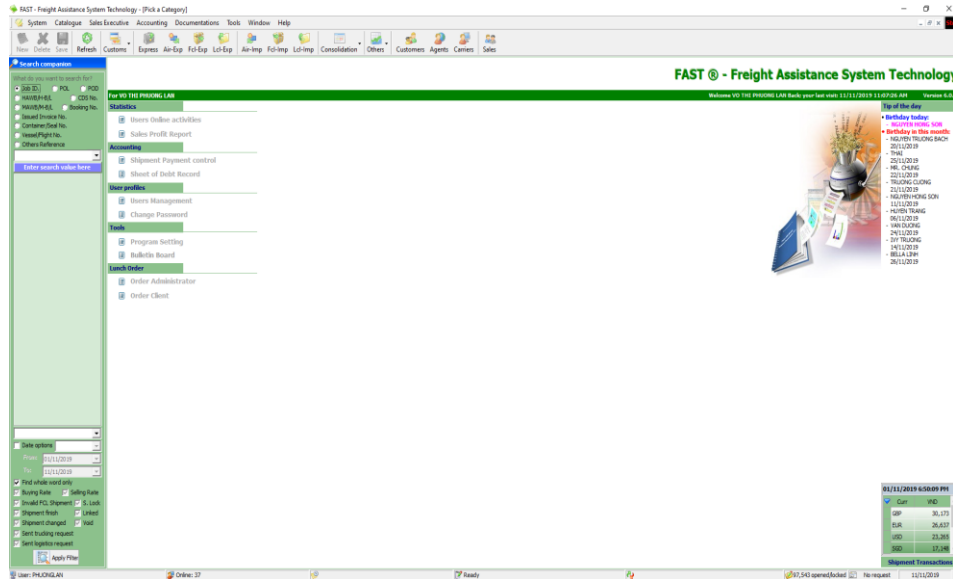 FAST - Freight Assistance System Technology - [Pick a Category]
System Catalogue Sales Executive Accounting Documentations Tools Window Help
New Delete Save Refresh Customs Express Air-Exp Fcl-Exp Lcl-Exp Air-Imp Fcl-Imp Lcl-Imp Consolidation Others Customers Agents Carriers Sales
Search companion
What do you want to search for?
Job ID. POL POD
HAWB/H-B/L CDS No.
MAWB/M-B/L Booking No.
Issued Invoice No.
Container/Seal No.
Vessel/Flight No.
Others Reference
Enter search value here
Date options
From: 01/11/2019
To: 11/11/2019
Find whole word only
Buying Rate Selling Rate
Invalid FCL Shipment S. Lock
Shipment finish Linked
Shipment changed Void
Sent trucking request
Sent logistics request
Apply Filter
FAST ® - Freight Assistance System Technology
For VO THI PHUONG LAN
Welcome VO THI PHUONG LAN Back; your last visit: 11/11/2019 11:07:06 AM Version 6.0.
Statistics
Users Online activities
Sales Profit Report
Accounting
Shipment Payment control
Sheet of Debt Record
User profiles
Users Management
Change Password
Tools
Program Setting
Bulletin Board
Lunch Order
Order Administrator
Order Client
Tip of the day
Birthday today:
- NGUYEN HONG SON
Birthday in this month:
- NGUYEN TRUONG BACH
20/11/2019
- THAI
25/11/2019
- MR. CHUNG
22/11/2019
- TRUONG CUONG
21/11/2019
- NGUYEN HONG SON
11/11/2019
- HUYEN TRANG
06/11/2019
- VAN DUONG
24/11/2019
- IVY TRUONG
14/11/2019
- BELLA LINH
26/11/2019
01/11/2019 6:50:09 PM
Curr VND
GBP 30,173
EUR 26,637
USD 23,265
SGD 17,148
Shipment Transactions
User: PHUONGLAN Online: 37 Ready 97,543 opened/locked No request 11/11/2019